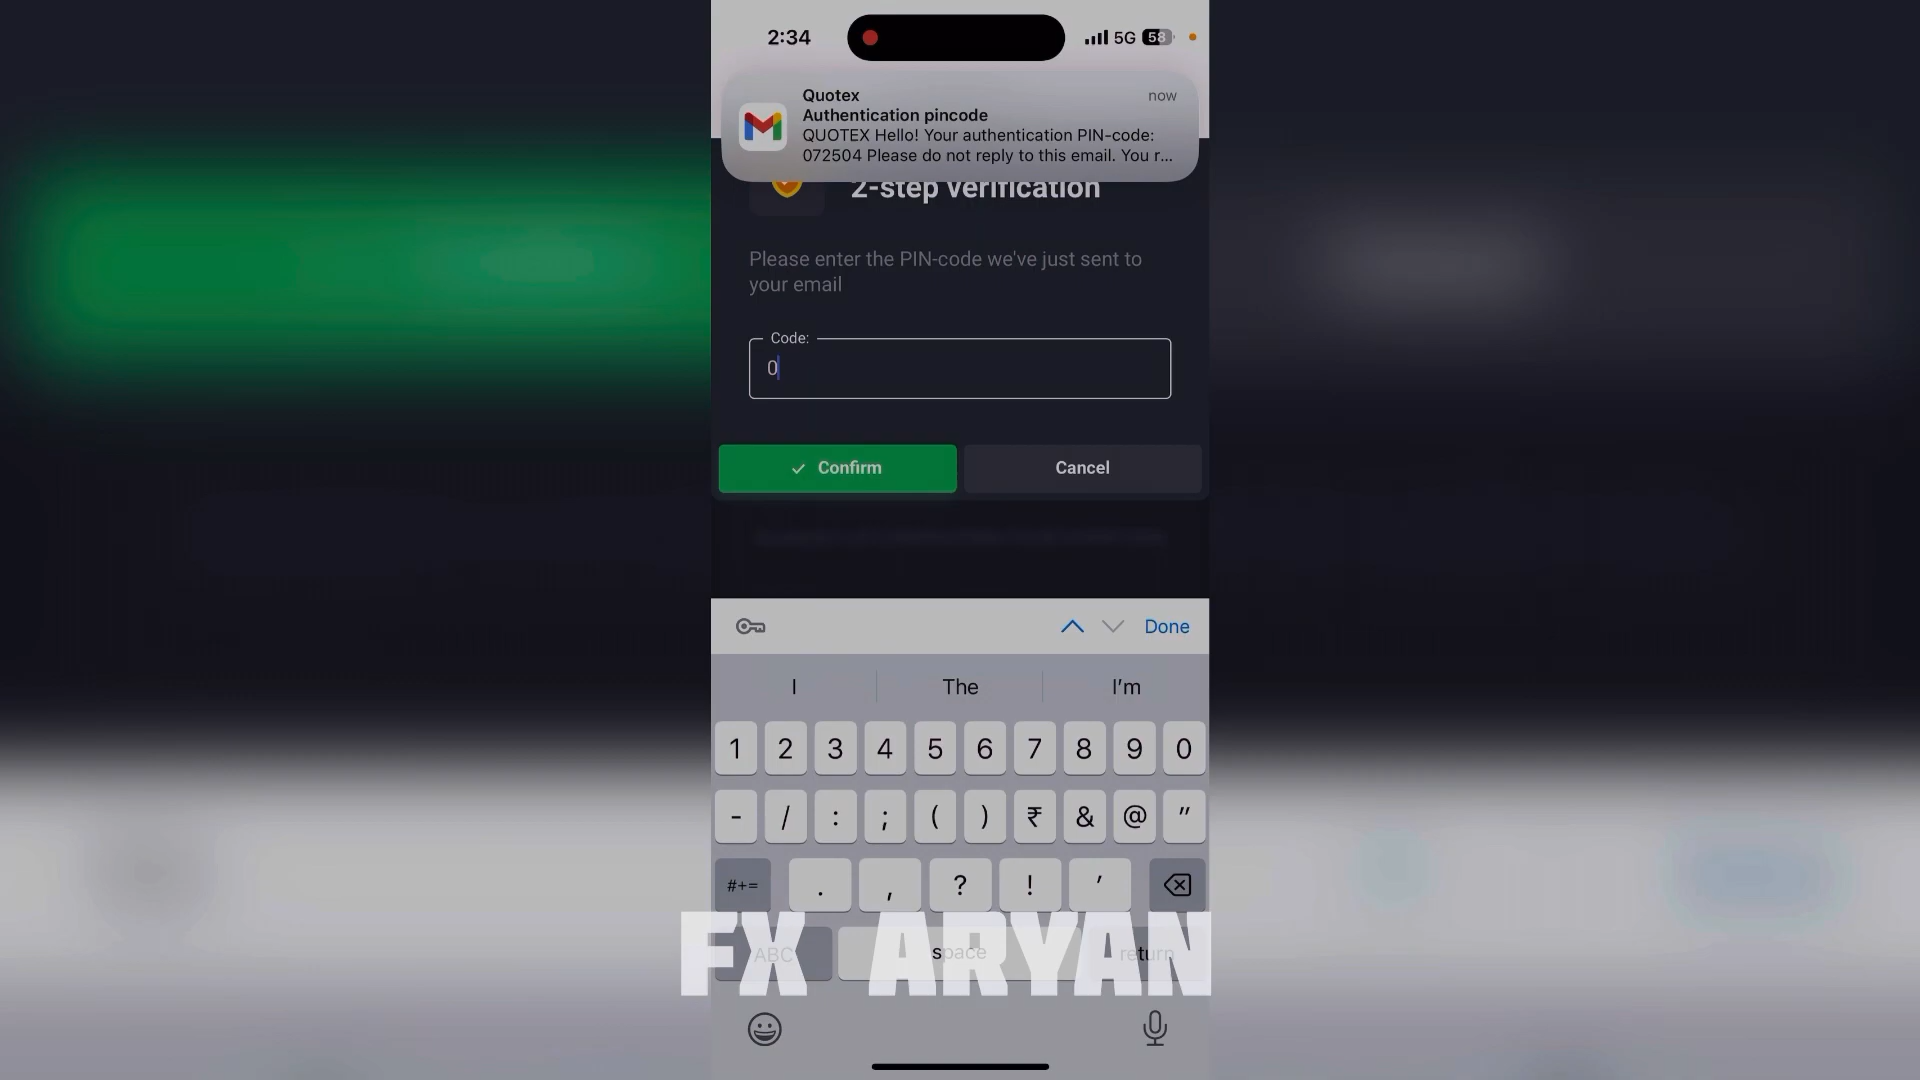 2:34
5G 58
Quotex now
Authentication pincode
QUOTEX Hello! Your authentication PIN-code:
072504 Please do not reply to this email. You r...
2-step verification
Please enter the PIN-code we've just sent to
your email
Code:
0
Confirm Cancel
Done
I The I'm
1 2 3 4 5 6 7 8 9 0
- / : ; ( ) ₹ & @ "
#+= . , ? ! '
ABC space return
FX ARYAN